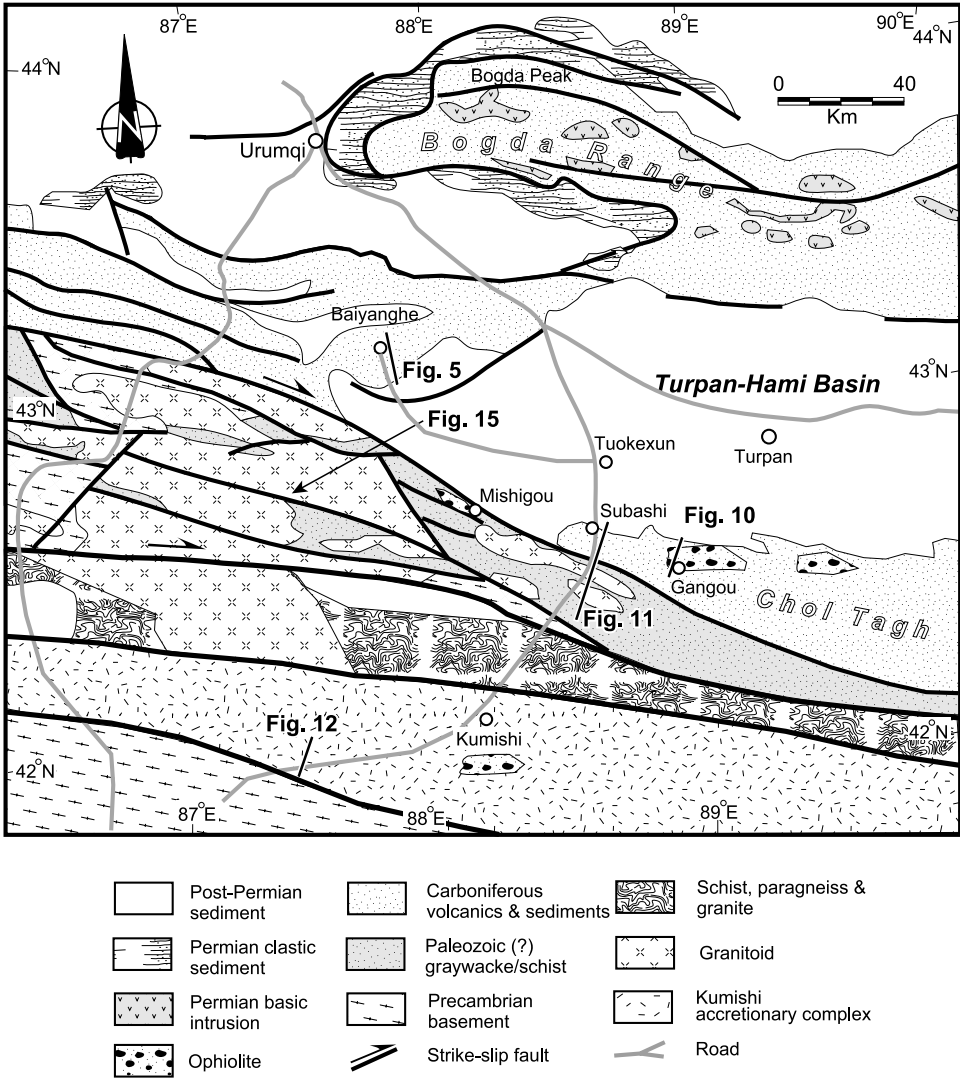 87°E
88°E
89°E
90°E
44°N
44°N
Bogda Peak
0
40
Km
N
Urumqi
Bogda Range
Baiyanghe
Fig. 5
43°N
Turpan-Hami Basin
43°N
Fig. 15
Tuokexun
Turpan
Mishigou
Subashi
Fig. 10
Gangou
Chol Tagh
Fig. 11
Fig. 12
Kumishi
42°N
42°N
87°E
88°E
89°E
Post-Permian
sediment
Carboniferous
volcanics & sediments
Schist, paragneiss &
granite
Permian clastic
sediment
Paleozoic (?)
graywacke/schist
Granitoid
Permian basic
intrusion
Precambrian
basement
Kumishi
accretionary complex
Ophiolite
Strike-slip fault
Road